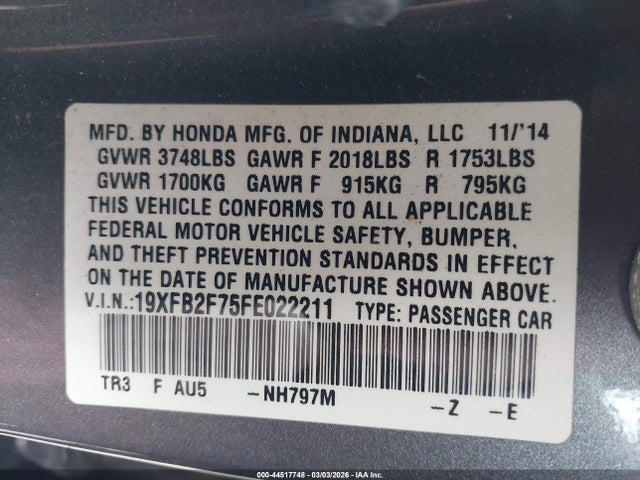 MFD. BY HONDA MFG. OF INDIANA, LLC 11/'14
GVWR 3748LBS GAWR F 2018LBS R 1753LBS
GVWR 1700KG GAWR F 915KG R 795KG
THIS VEHICLE CONFORMS TO ALL APPLICABLE
FEDERAL MOTOR VEHICLE SAFETY, BUMPER,
AND THEFT PREVENTION STANDARDS IN EFFECT
ON THE DATE OF MANUFACTURE SHOWN ABOVE.
V.I.N.:19XFB2F75FE022211 TYPE: PASSENGER CAR
TR3 F AU5 -NH797M -Z -E
000-44517748 - 03/03/2026 - IAA Inc.